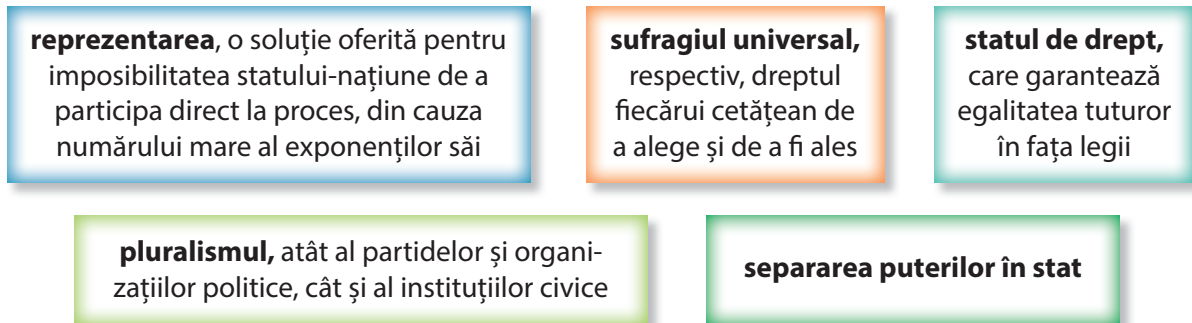 reprezentarea, o soluție oferită pentru
imposibilitatea statului-națiune de a
participa direct la proces, din cauza
numărului mare al exponenților săi
sufragiul universal,
respectiv, dreptul
fiecărui cetățean de
a alege și de a fi ales
statul de drept,
care garantează
egalitatea tuturor
în fața legii
pluralismul, atât al partidelor și organi-
zațiilor politice, cât și al instituțiilor civice
separarea puterilor în stat